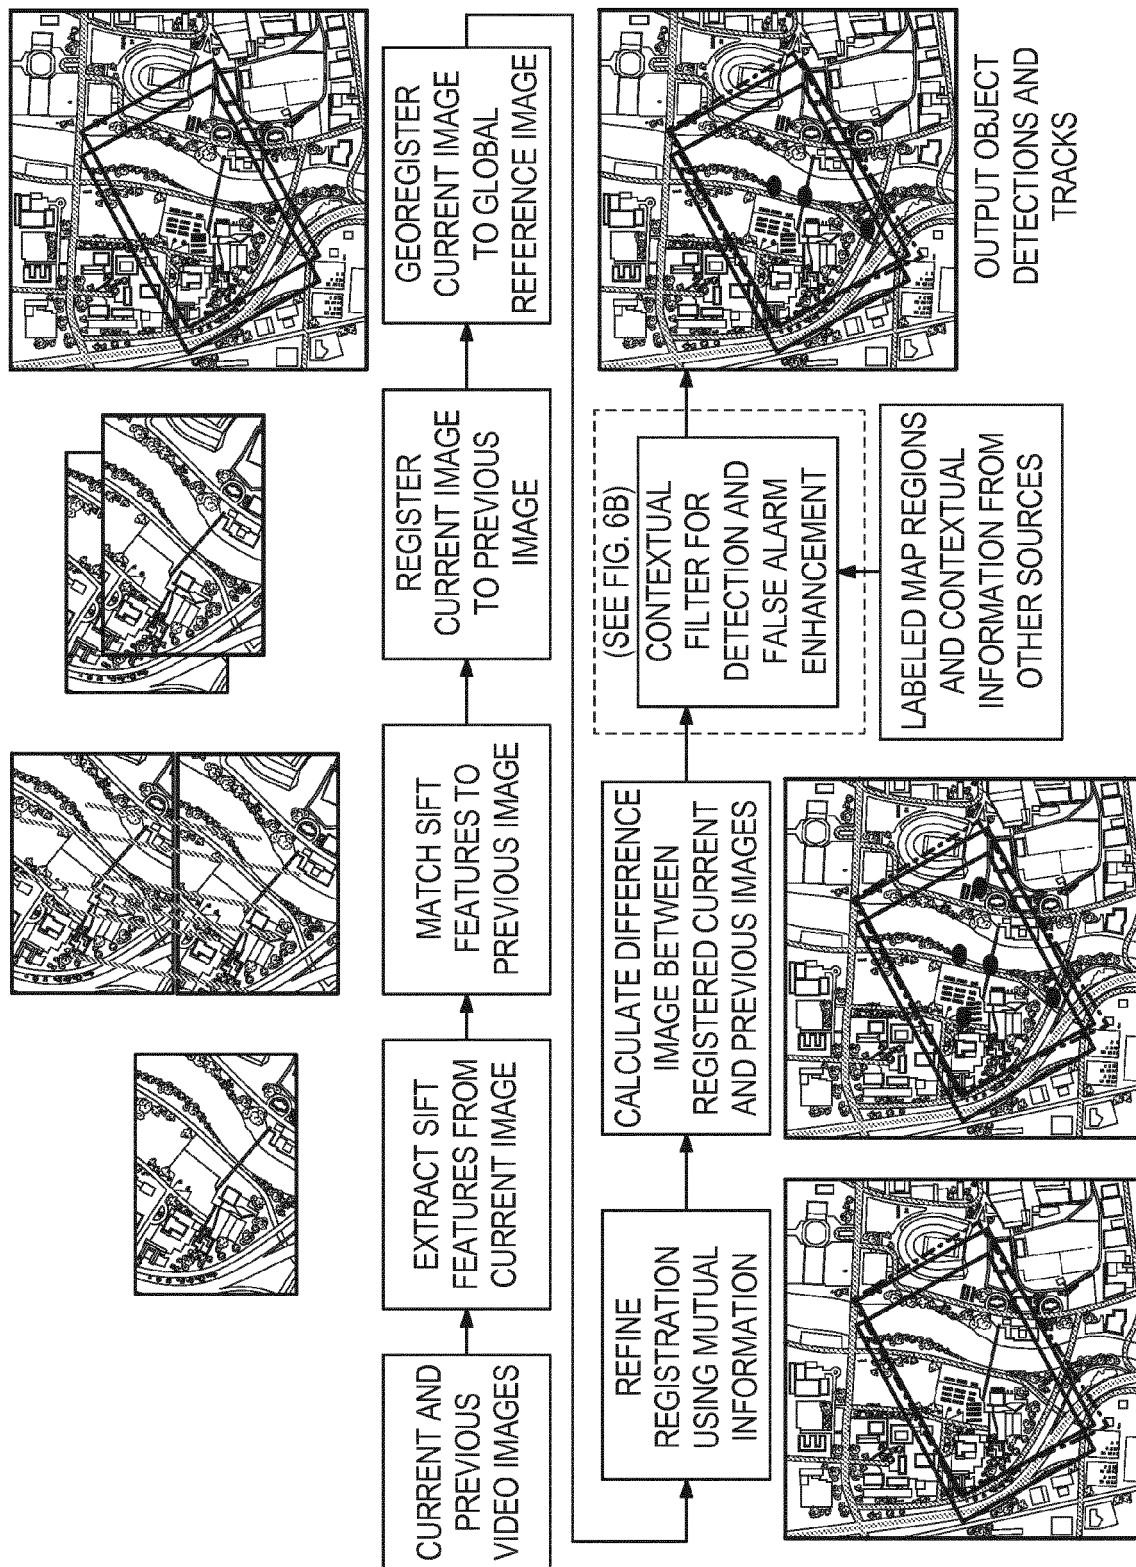 CURRENT AND
PREVIOUS
VIDEO IMAGES
EXTRACT SIFT
FEATURES FROM
CURRENT IMAGE
MATCH SIFT
FEATURES TO
PREVIOUS IMAGE
REGISTER
CURRENT IMAGE
TO PREVIOUS
IMAGE
GEOREGISTER
CURRENT IMAGE
TO GLOBAL
REFERENCE IMAGE
REFINE
REGISTRATION
USING MUTUAL
INFORMATION
CALCULATE DIFFERENCE
IMAGE BETWEEN
REGISTERED CURRENT
AND PREVIOUS IMAGES
(SEE FIG. 6B)
CONTEXTUAL
FILTER FOR
DETECTION AND
FALSE ALARM
ENHANCEMENT
LABELED MAP REGIONS
AND CONTEXTUAL
INFORMATION FROM
OTHER SOURCES
OUTPUT OBJECT
DETECTIONS AND
TRACKS